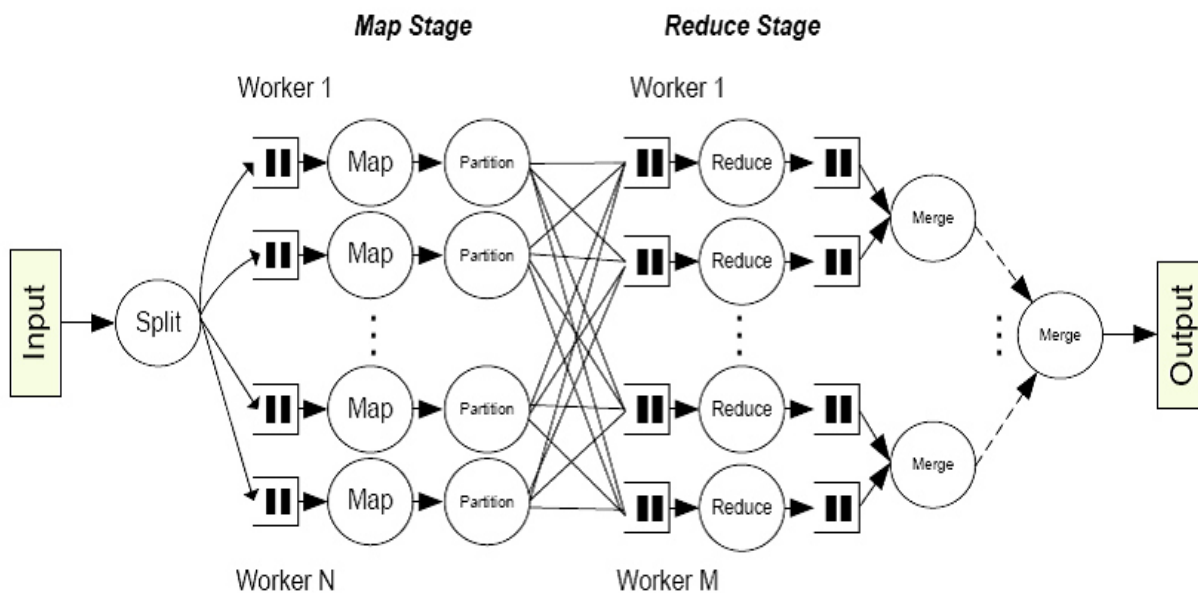 Map Stage
Reduce Stage
Worker 1
Worker 1
Map
Partition
Reduce
Map
Partition
Reduce
Merge
Input
Split
Merge
Output
Map
Partition
Reduce
Merge
Map
Partition
Reduce
Worker N
Worker M